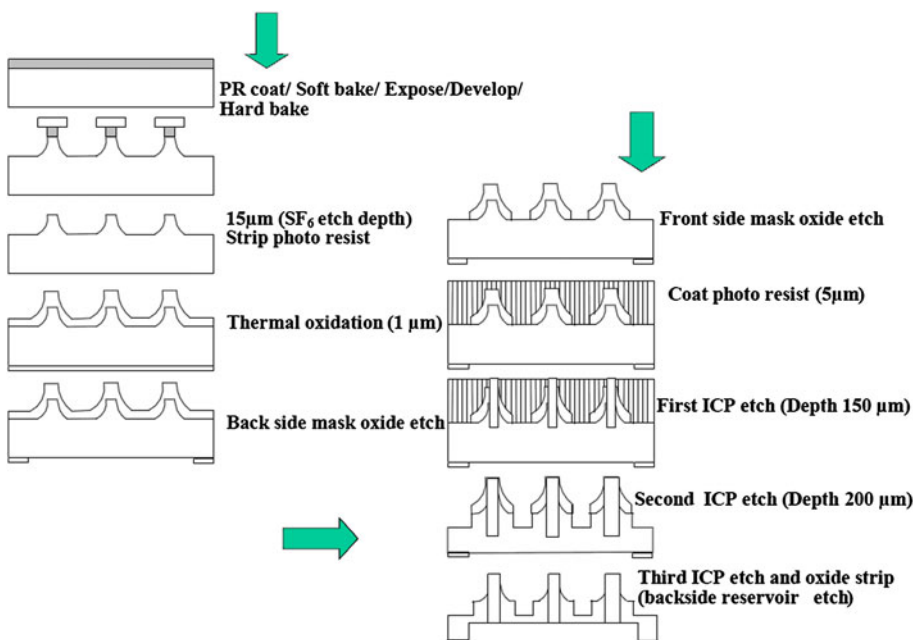 PR coat/ Soft bake/ Expose/Develop/
Hard bake
15µm (SF₆ etch depth)
Strip photo resist
Thermal oxidation (1 µm)
Back side mask oxide etch
Front side mask oxide etch
Coat photo resist (5µm)
First ICP etch (Depth 150 µm)
Second ICP etch (Depth 200 µm)
Third ICP etch and oxide strip
(backside reservoir etch)